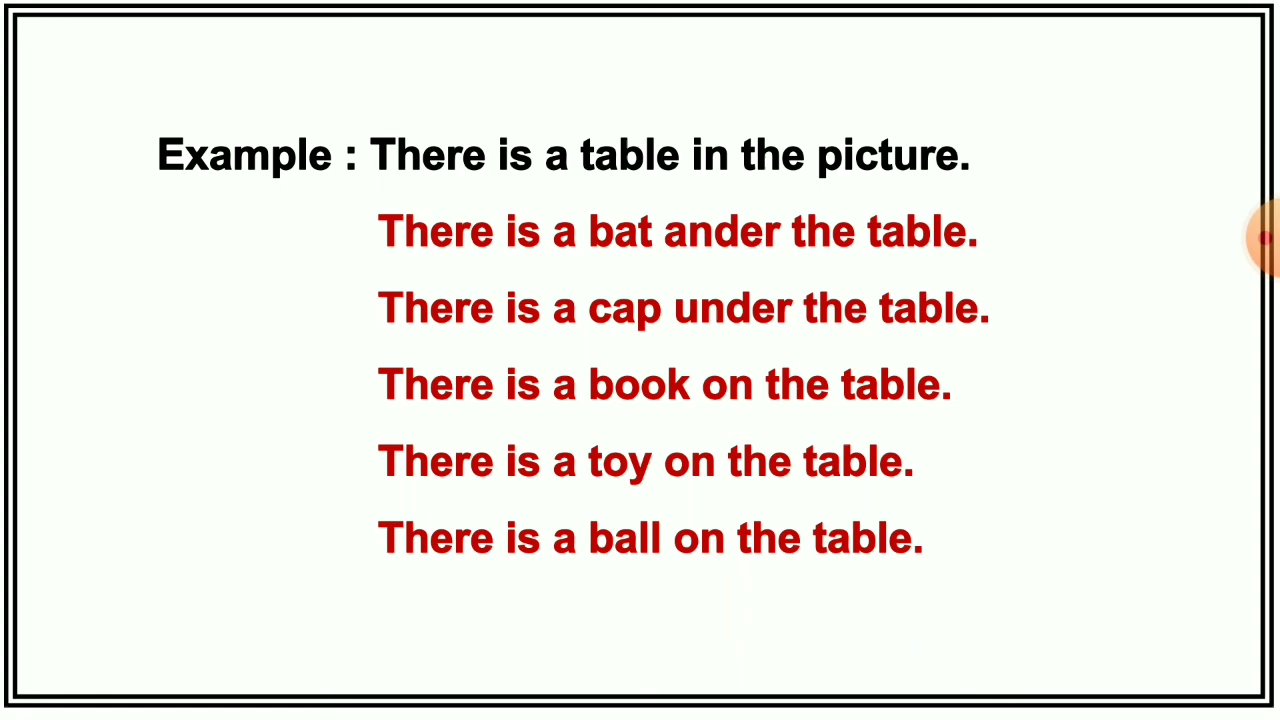 Example : There is a table in the picture.
There is a bat ander the table.
There is a cap under the table.
There is a book on the table.
There is a toy on the table.
There is a ball on the table.